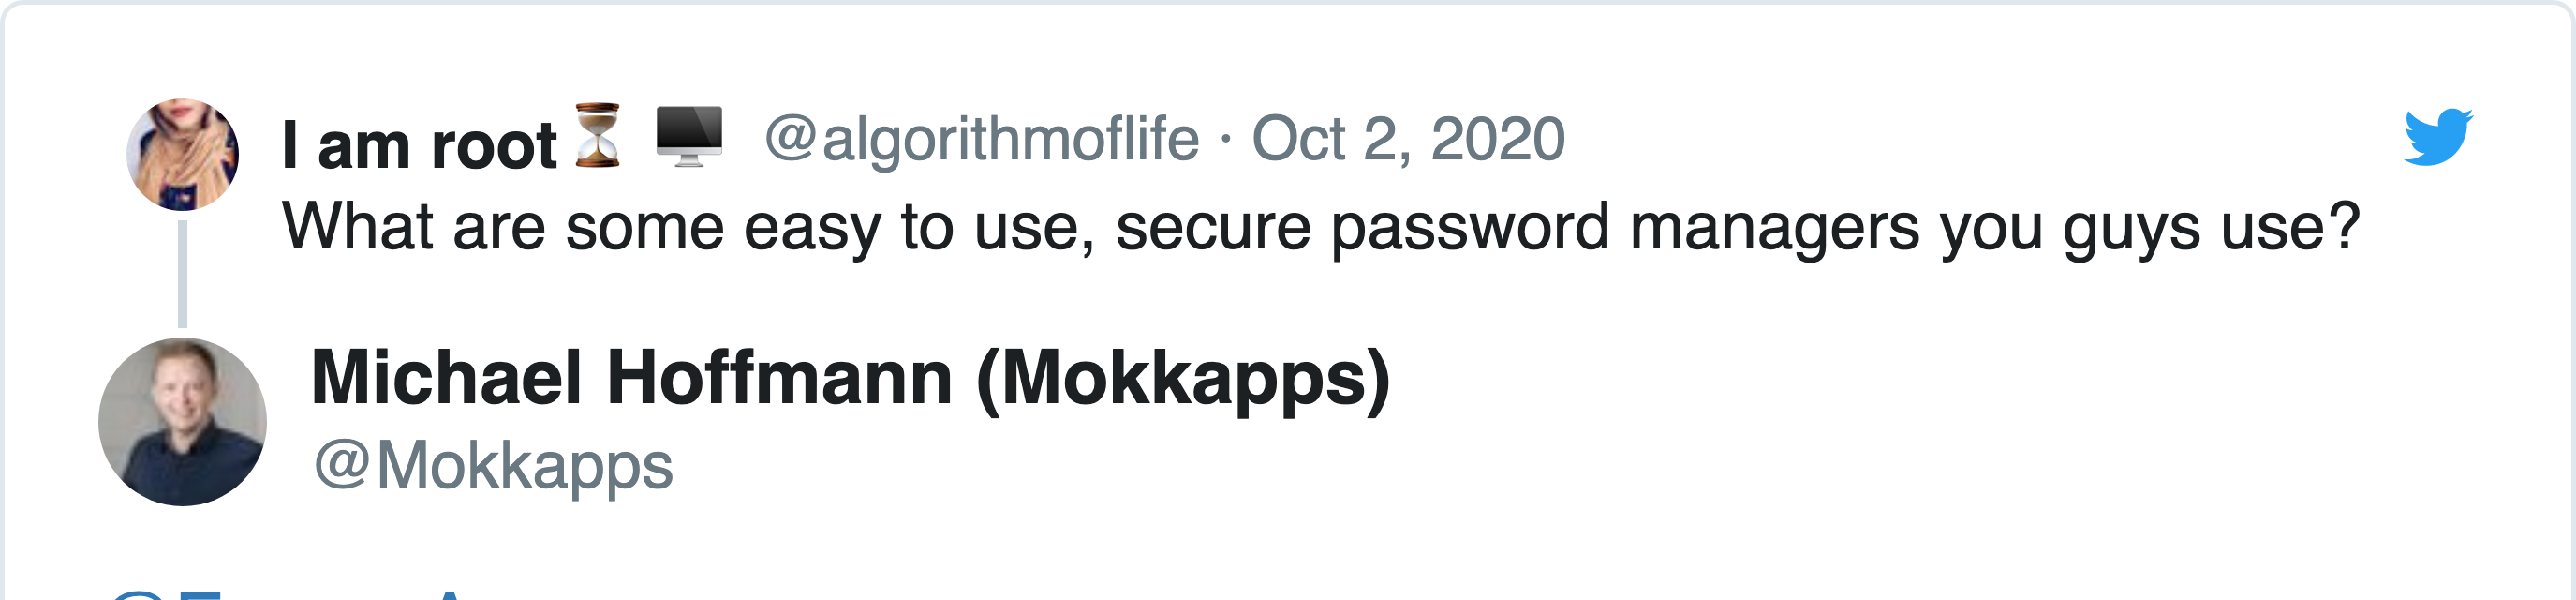 I am root⏳ 🖥️ @algorithmoflife · Oct 2, 2020
What are some easy to use, secure password managers you guys use?
Michael Hoffmann (Mokkapps)
@Mokkapps